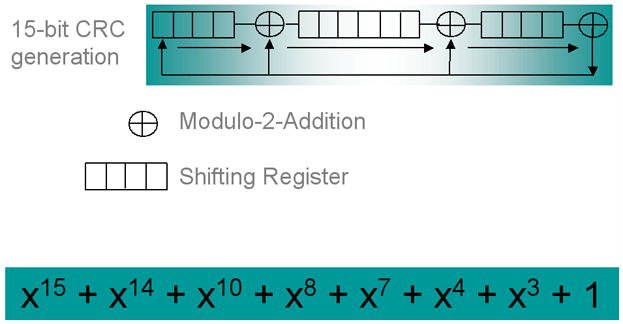 15-bit CRC
generation
Modulo-2-Addition
Shifting Register
x¹⁵ + x¹⁴ + x¹⁰ + x⁸ + x⁷ + x⁴ + x³ + 1